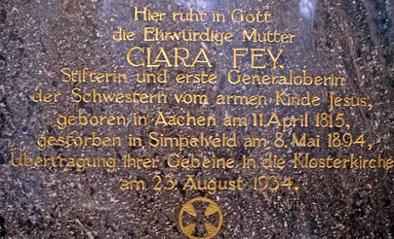 Hier ruht in Gott
die Ehrwürdige Mutter
CLARA FEY.
Stifterin und erste Generaloberin
der Schwestern vom armen Kinde Jesus,
geboren in Aachen am 11. April 1815,
gestorben in Simpelveld am 8. Mai 1894,
Übertragung ihrer Gebeine in die Klosterkirche
am 23. August 1934.